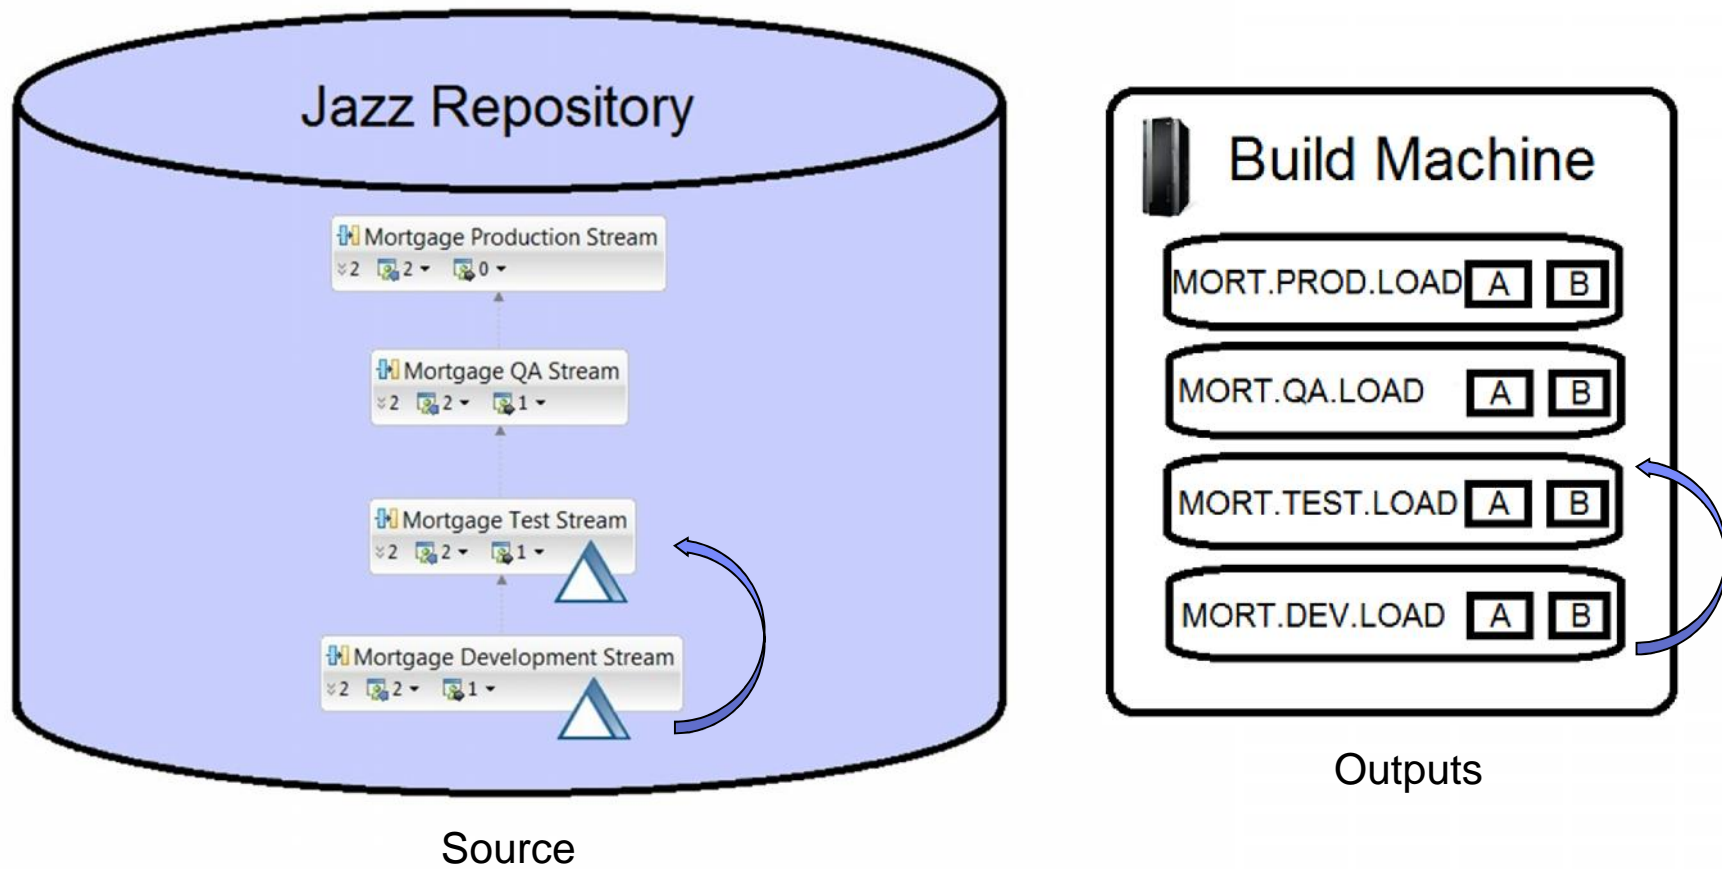 Jazz Repository
Mortgage Production Stream
2 2 0
Mortgage QA Stream
2 2 1
Mortgage Test Stream
2 2 1
Mortgage Development Stream
2 2 1
Source
Build Machine
MORT.PROD.LOAD A B
MORT.QA.LOAD A B
MORT.TEST.LOAD A B
MORT.DEV.LOAD A B
Outputs